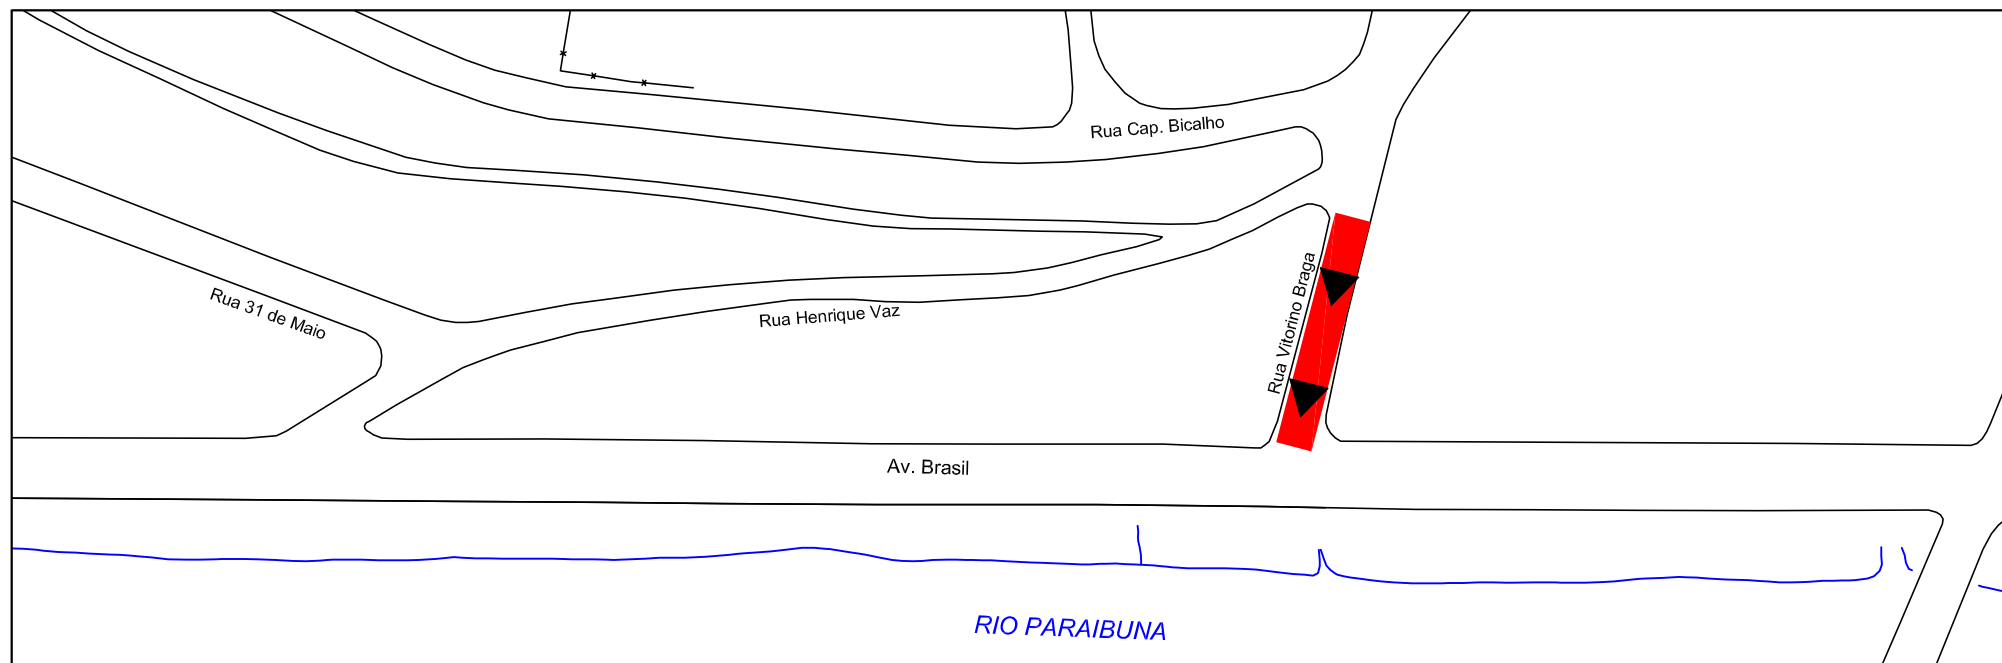 Rua Cap. Bicalho
Rua Vitorino Braga
Rua 31 de Maio
Rua Henrique Vaz
Av. Brasil
RIO PARAIBUNA